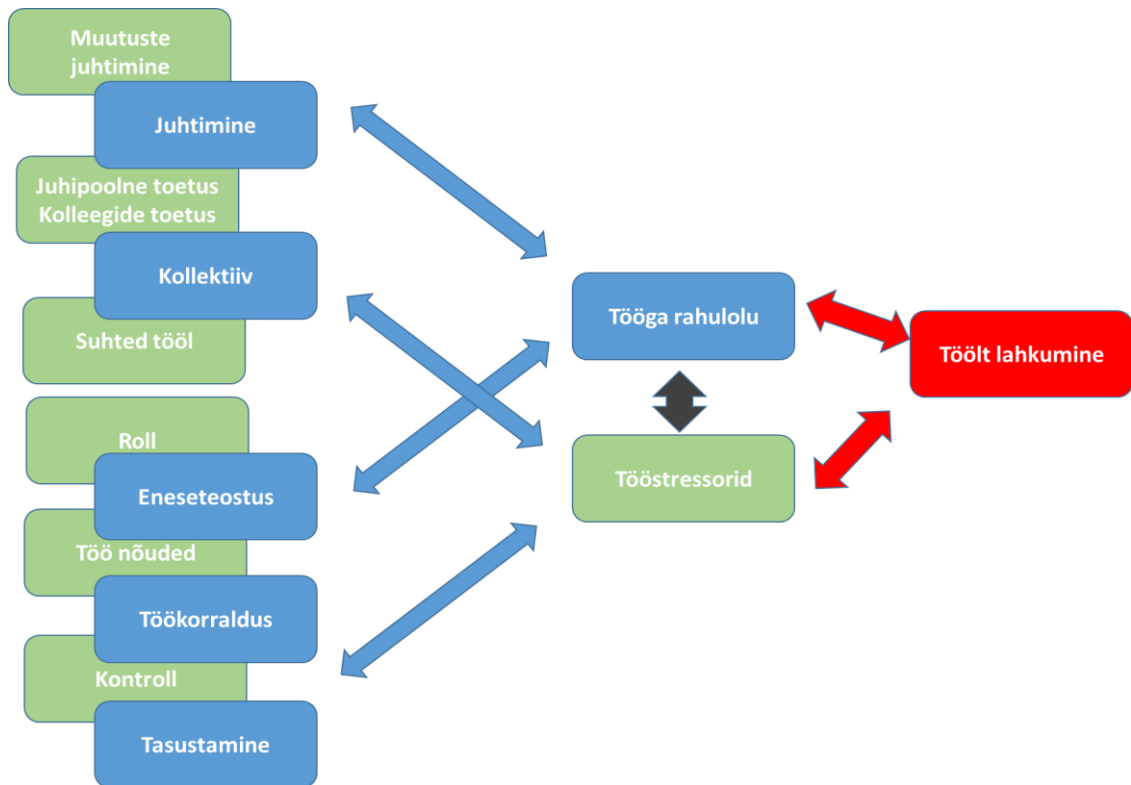 Muutuste
juhtimine
Juhtimine
Juhipoolne toetus
Kolleegide toetus
Kollektiiv
Suhted tööl
Roll
Eneseteostus
Töö nõuded
Töökorraldus
Kontroll
Tasustamine
Tööga rahulolu
Tööstressorid
Töölt lahkumine